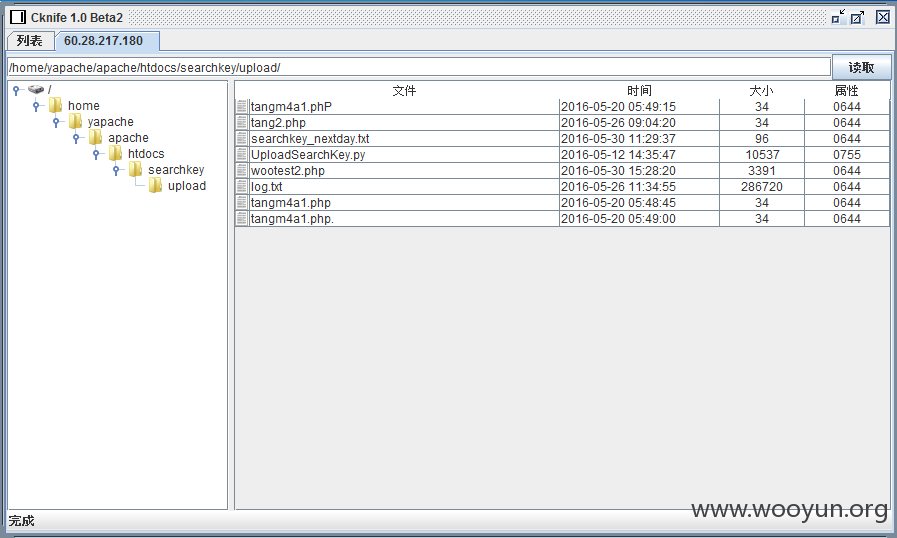 Cknife 1.0 Beta2
列表 60.28.217.180
/home/yapache/apache/htdocs/searchkey/upload/ 读取
/
home
yapache
apache
htdocs
searchkey
upload
文件 时间 大小 属性
tangm4a1.phP 2016-05-20 05:49:15 34 0644
tang2.php 2016-05-26 09:04:20 34 0644
searchkey_nextday.txt 2016-05-30 11:29:37 96 0644
UploadSearchKey.py 2016-05-12 14:35:47 10537 0755
wootest2.php 2016-05-30 15:28:20 3391 0644
log.txt 2016-05-26 11:34:55 286720 0644
tangm4a1.php 2016-05-20 05:48:45 34 0644
tangm4a1.php. 2016-05-20 05:49:00 34 0644
www.wooyun.org
完成